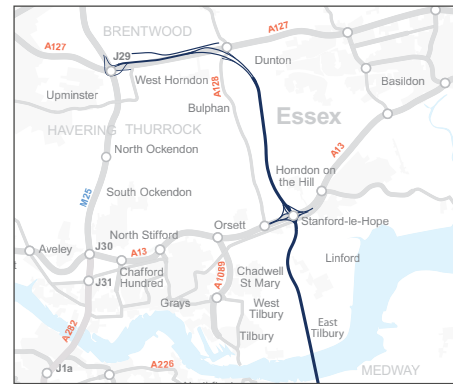 BRENTWOOD
A127
A127
J29
Dunton
West Horndon
Basildon
Upminster
A128
Bulphan
Essex
HAVERING
THURROCK
A13
North Ockendon
Horndon on
the Hill
M25
South Ockendon
Orsett
Stanford-le-Hope
North Stifford
Aveley
J30
A13
Linford
Chafford
Hundred
Chadwell
St Mary
J31
A1089
Grays
West
Tilbury
East
Tilbury
A282
Tilbury
J1a
A226
MEDWAY